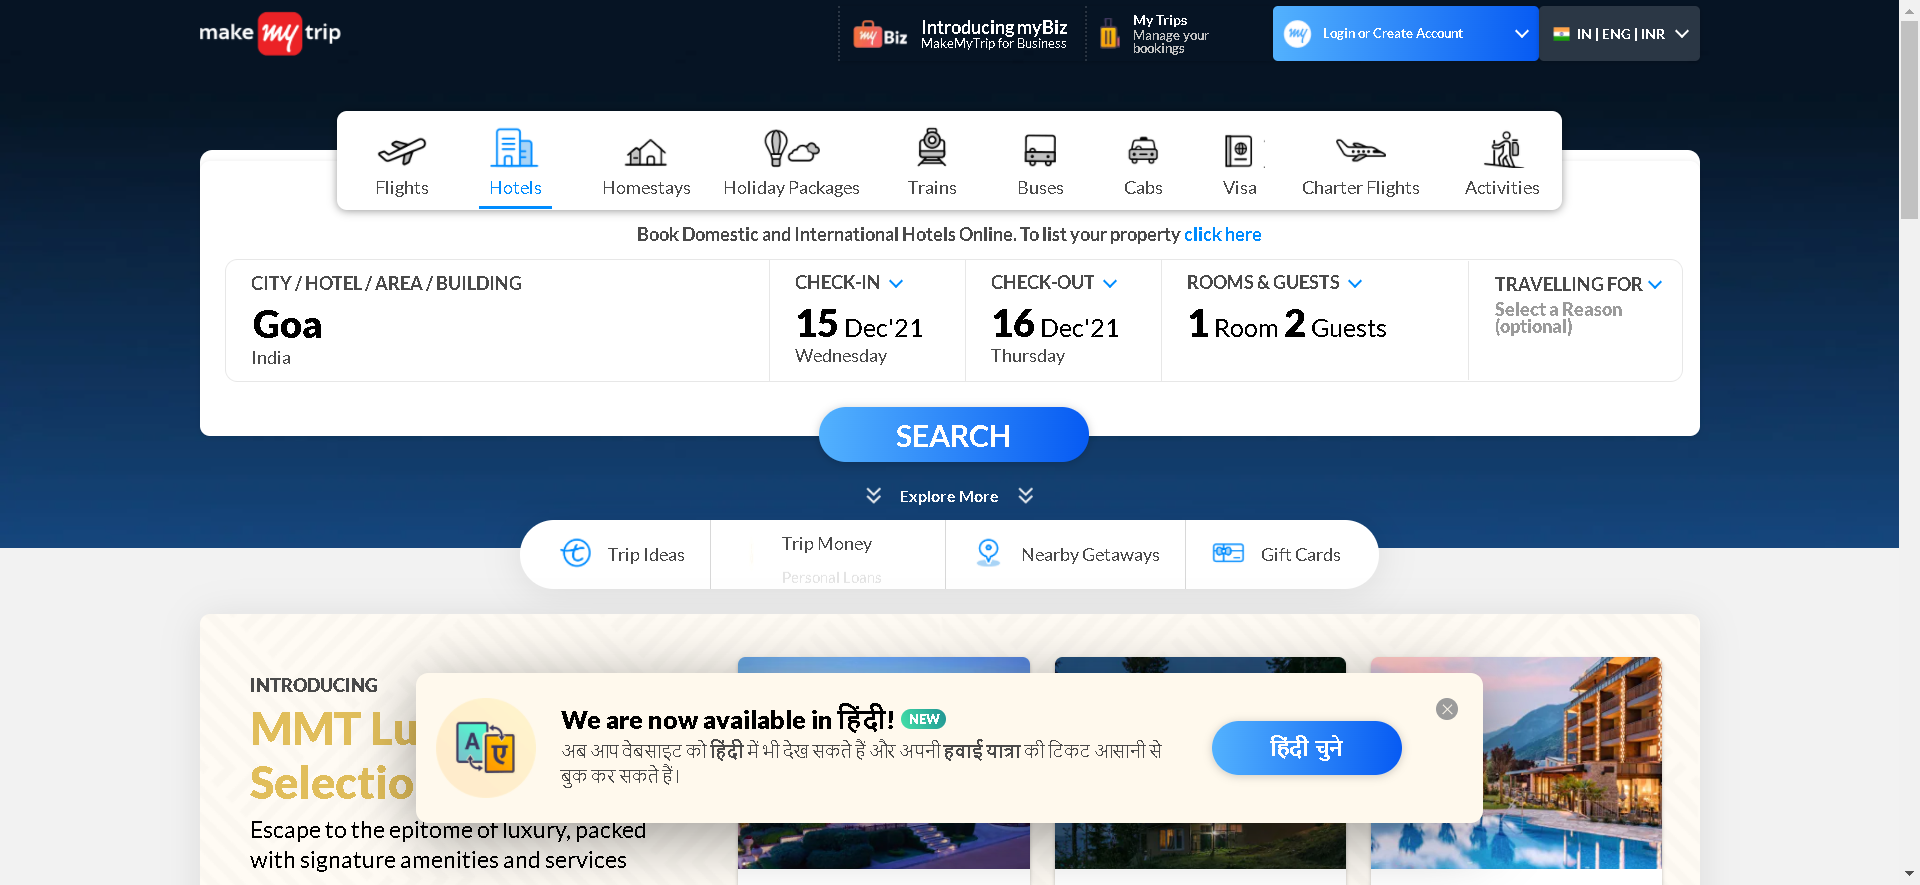 make my trip
my Biz
Introducing myBiz
MakeMyTrip for Business
My Trips
Manage your
bookings
my
Login or Create Account
IN | ENG | INR
Flights
Hotels
Homestays
Holiday Packages
Trains
Buses
Cabs
Visa
Charter Flights
Activities
Book Domestic and International Hotels Online. To list your property click here
CITY / HOTEL / AREA / BUILDING
Goa
India
CHECK-IN
15 Dec'21
Wednesday
CHECK-OUT
16 Dec'21
Thursday
ROOMS & GUESTS
1 Room 2 Guests
TRAVELLING FOR
Select a Reason
(optional)
SEARCH
Explore More
Trip Ideas
Trip Money
Personal Loans
Nearby Getaways
Gift Cards
INTRODUCING
MMT Lu
Selectio
Escape to the epitome of luxury, packed
with signature amenities and services
A ए
We are now available in हिंदी! NEW
अब आप वेबसाइट को हिंदी में भी देख सकते हैं और अपनी हवाई यात्रा की टिकट आसानी से
बुक कर सकते हैं।
हिंदी चुने